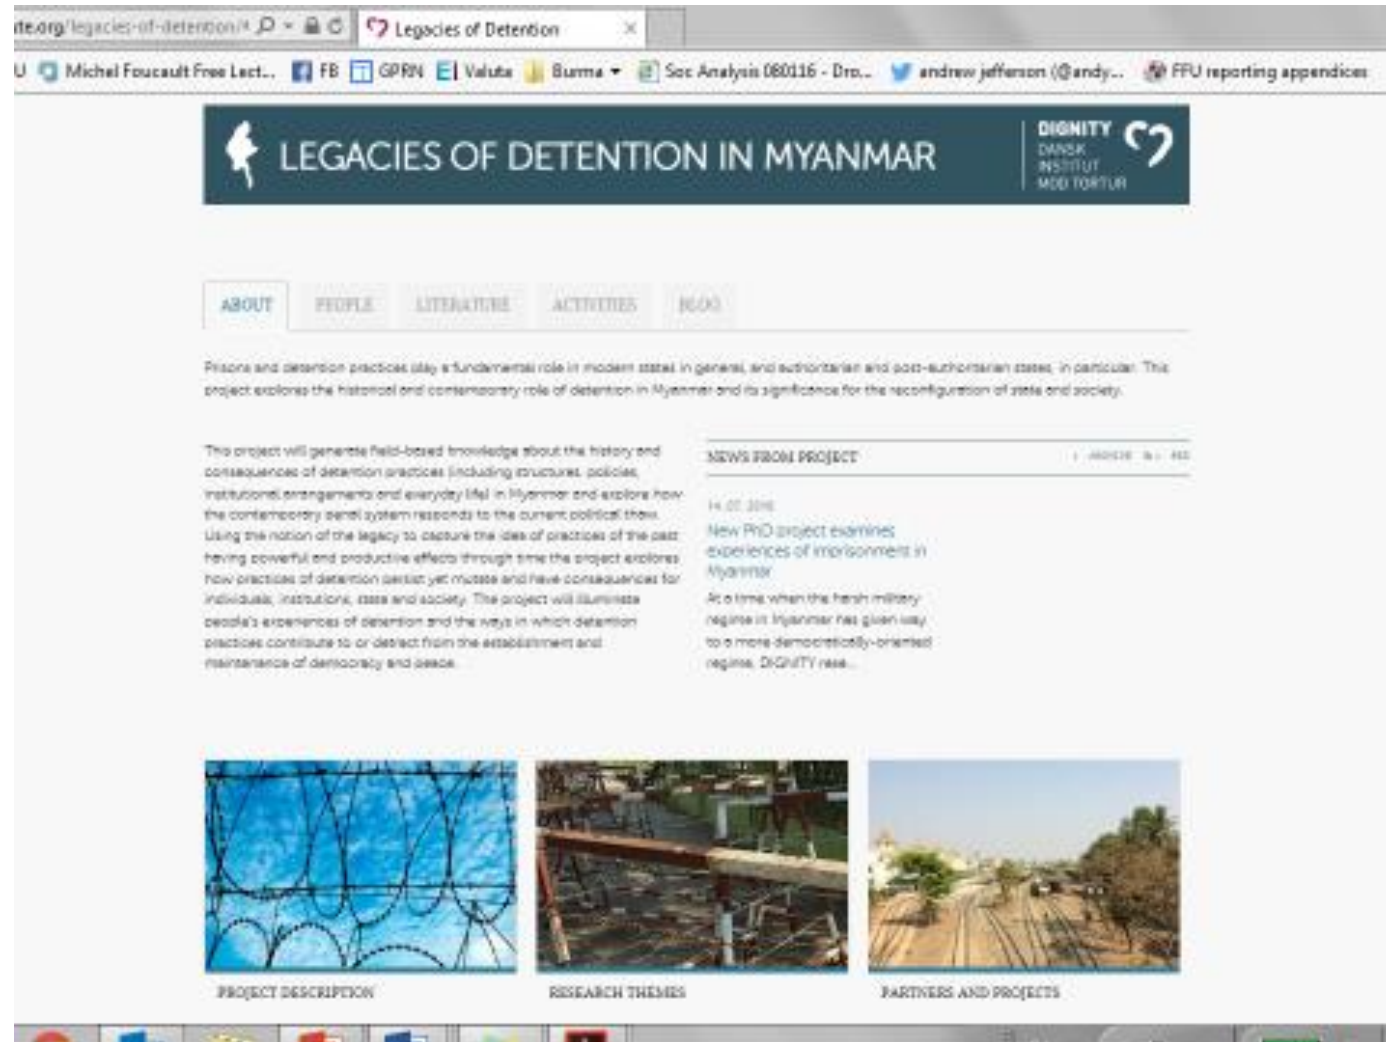 te.org/legacies-of-detention/
Legacies of Detention
U Michel Foucault Free Lect... FB GPRN Valuta Burma Soc Analysis 080116 - Dro... andrew jefferson (@andy... FFU reporting appendices
LEGACIES OF DETENTION IN MYANMAR
DIGNITY
DANSK
INSTITUT
MOD TORTUR
ABOUT PEOPLE LITERATURE ACTIVITIES BLOG
Prisons and detention practices play a fundamental role in modern states in general, and authoritarian and post-authoritarian states, in particular. This
project explores the historical and contemporary role of detention in Myanmar and its significance for the reconfiguration of state and society.
This project will generate field-based knowledge about the history and
consequences of detention practices (including structures, policies,
institutional arrangements and everyday life) in Myanmar and explore how
the contemporary penal system responds to the current political thaw.
Using the notion of the legacy to capture the idea of practices of the past
having powerful and productive effects through time the project explores
how practices of detention persist yet mutate and have consequences for
individuals, institutions, state and society. The project will illuminate
people's experiences of detention and the ways in which detention
practices contribute to or detract from the establishment and
maintenance of democracy and peace.
NEWS FROM PROJECT
14.07.2016
New PhD project examines
experiences of imprisonment in
Myanmar
At a time when the harsh military
regime in Myanmar has given way
to a more democratically-oriented
regime, DIGNITY rese...
PROJECT DESCRIPTION
RESEARCH THEMES
PARTNERS AND PROJECTS